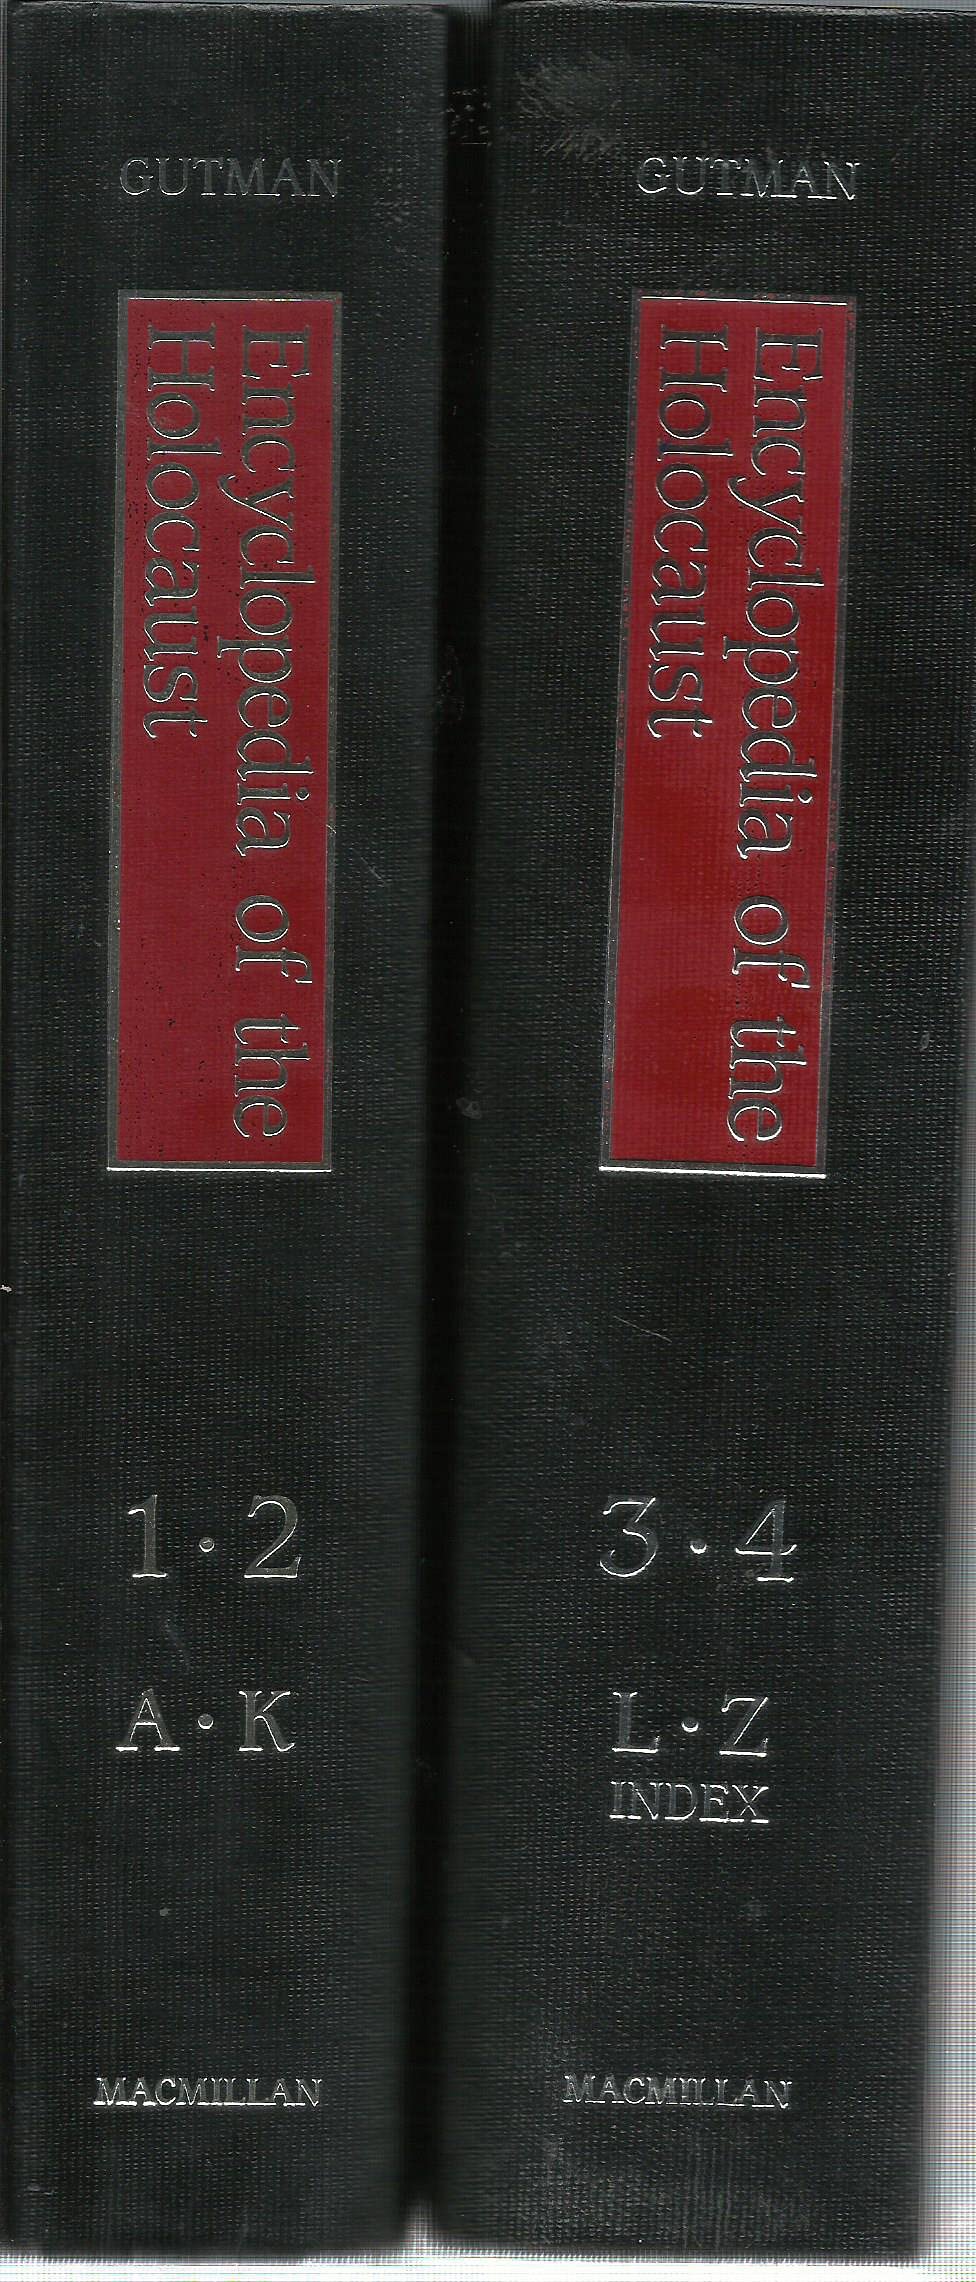 GUTMAN
Encyclopedia of the
Holocaust
1·2
A·K
MACMILLAN
GUTMAN
Encyclopedia of the
Holocaust
3·4
L·Z
INDEX
MACMILLAN